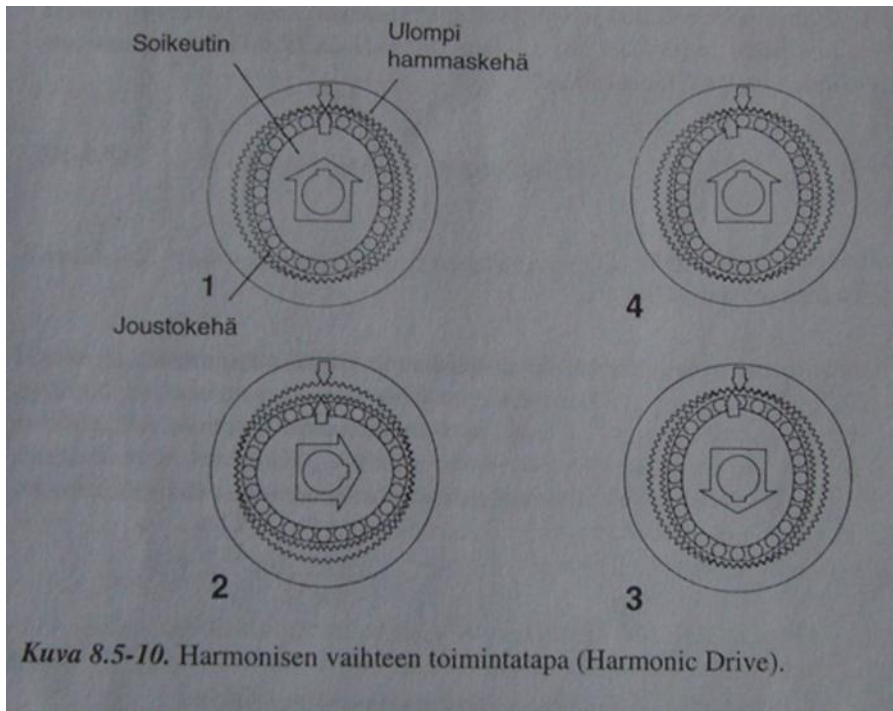 Soikeutin
Ulompi
hammaskehä
1
4
Joustokehä
2
3
Kuva 8.5-10. Harmonisen vaihteen toimintatapa (Harmonic Drive).